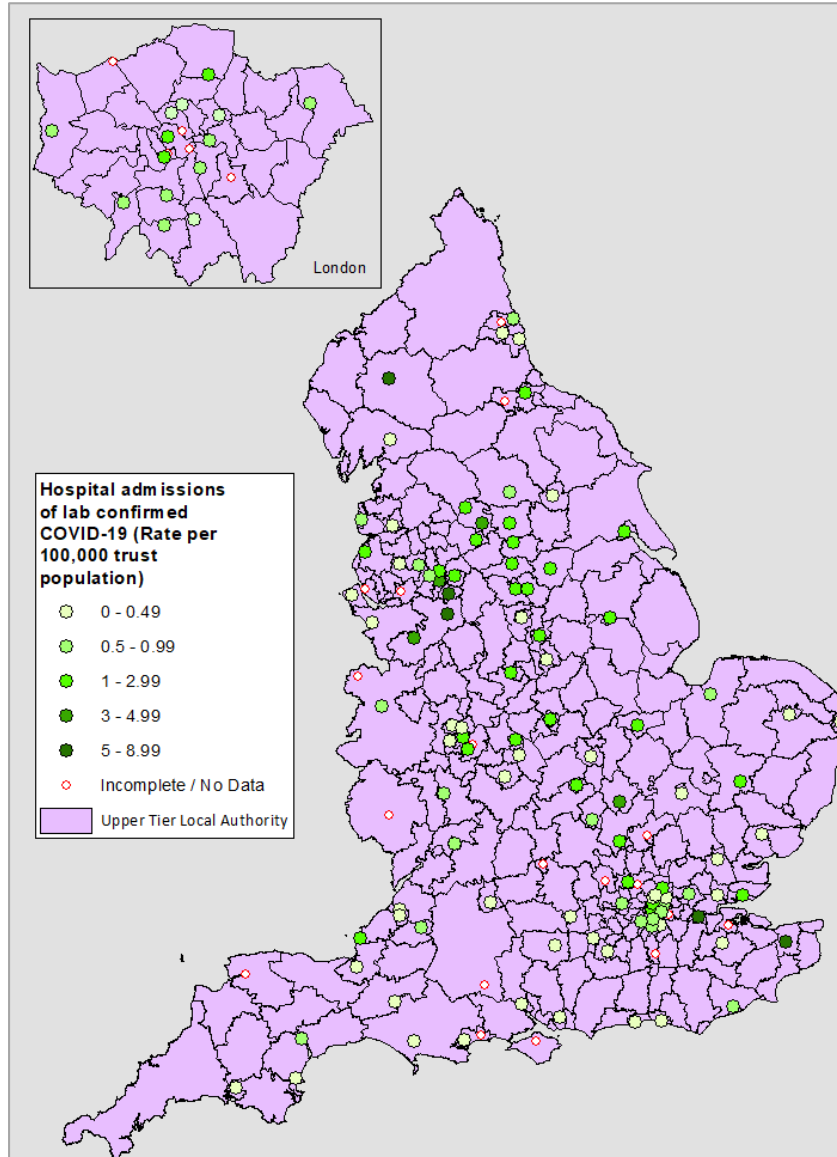 London
Hospital admissions
of lab confirmed
COVID-19 (Rate per
100,000 trust
population)
0 - 0.49
0.5 - 0.99
1 - 2.99
3 - 4.99
5 - 8.99
Incomplete / No Data
Upper Tier Local Authority